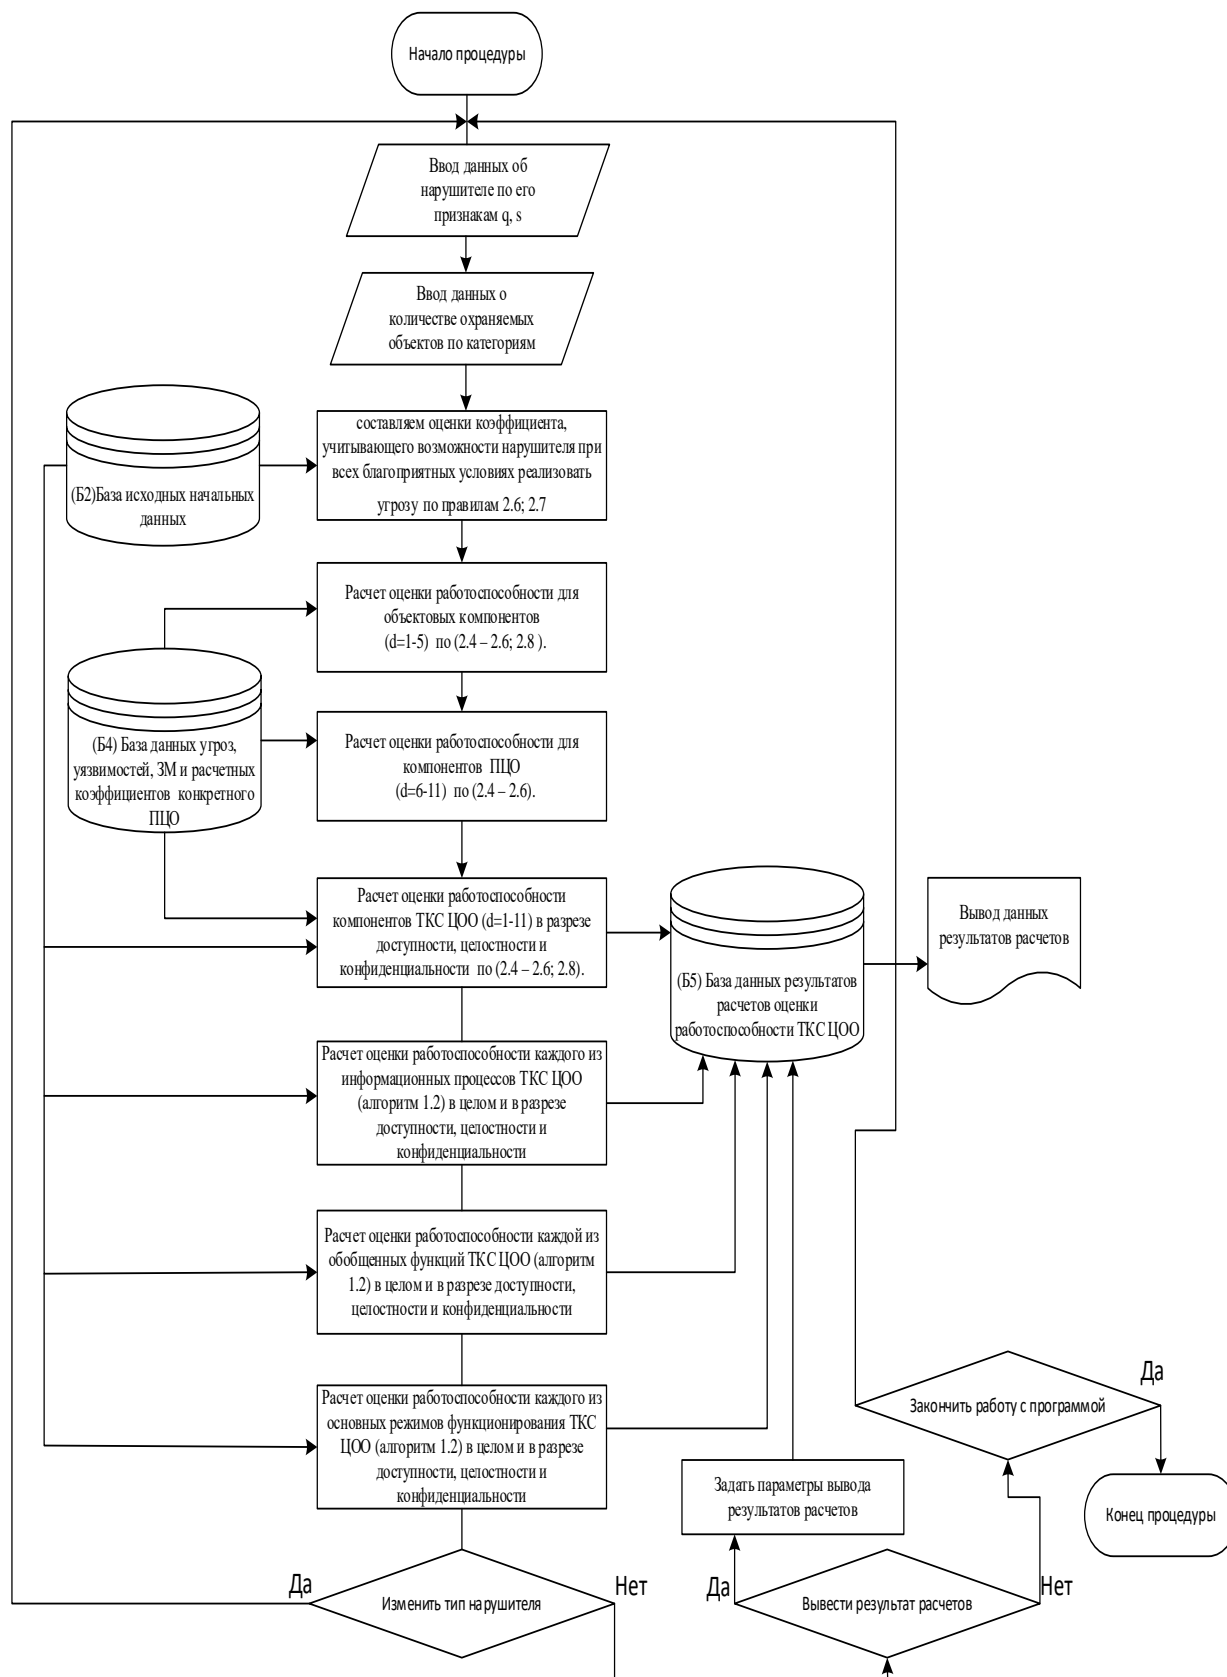 Начало процедуры
Ввод данных об
нарушителе по его
признакам q, s
Ввод данных о
количестве охраняемых
объектов по категориям
(Б2)База исходных начальных
данных
составляем оценки коэффициента,
учитывающего возможности нарушителя при
всех благоприятных условиях реализовать
угрозу по правилам 2.6; 2.7
Расчет оценки работоспособности для
объектовых компонентов
(d=1-5) по (2.4 – 2.6; 2.8 ).
(Б4) База данных угроз,
уязвимостей, ЗМ и расчетных
коэффициентов конкретного
ПЦО
Расчет оценки работоспособности для
компонентов ПЦО
(d=6-11) по (2.4 – 2.6).
Расчет оценки работоспособности
компонентов ТКС ЦОО (d=1-11) в разрезе
доступности, целостности и
конфиденциальности по (2.4 – 2.6; 2.8).
(Б5) База данных результатов
расчетов оценки
работоспособности ТКС ЦОО
Вывод данных
результатов расчетов
Расчет оценки работоспособности каждого из
информационных процессов ТКС ЦОО
(алгоритм 1.2) в целом и в разрезе
доступности, целостности и
конфиденциальности
Расчет оценки работоспособности каждой из
обобщенных функций ТКС ЦОО (алгоритм
1.2) в целом и в разрезе доступности,
целостности и конфиденциальности
Расчет оценки работоспособности каждого из
основных режимов функционирования ТКС
ЦОО (алгоритм 1.2) в целом и в разрезе
доступности, целостности и
конфиденциальности
Закончить работу с программой
Да
Задать параметры вывода
результатов расчетов
Конец процедуры
Да
Изменить тип нарушителя
Нет
Да
Вывести результат расчетов
Нет